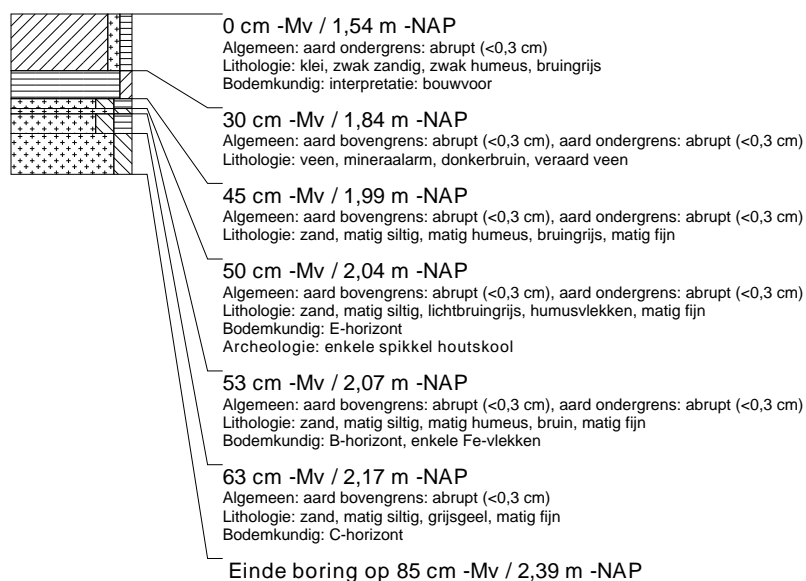 0 cm -Mv / 1,54 m -NAP
Algemeen: aard ondergrens: abrupt (<0,3 cm)
Lithologie: klei, zwak zandig, zwak humeus, bruingrijs
Bodemkundig: interpretatie: bouwvoor
30 cm -Mv / 1,84 m -NAP
Algemeen: aard bovengrens: abrupt (<0,3 cm), aard ondergrens: abrupt (<0,3 cm)
Lithologie: veen, mineraalarm, donkerbruin, veraard veen
45 cm -Mv / 1,99 m -NAP
Algemeen: aard bovengrens: abrupt (<0,3 cm), aard ondergrens: abrupt (<0,3 cm)
Lithologie: zand, matig siltig, matig humeus, bruingrijs, matig fijn
50 cm -Mv / 2,04 m -NAP
Algemeen: aard bovengrens: abrupt (<0,3 cm), aard ondergrens: abrupt (<0,3 cm)
Lithologie: zand, matig siltig, lichtbruingrijs, humusvlekken, matig fijn
Bodemkundig: E-horizont
Archeologie: enkele spikkel houtskool
53 cm -Mv / 2,07 m -NAP
Algemeen: aard bovengrens: abrupt (<0,3 cm), aard ondergrens: abrupt (<0,3 cm)
Lithologie: zand, matig siltig, matig humeus, bruin, matig fijn
Bodemkundig: B-horizont, enkele Fe-vlekken
63 cm -Mv / 2,17 m -NAP
Algemeen: aard bovengrens: abrupt (<0,3 cm)
Lithologie: zand, matig siltig, grijsgeel, matig fijn
Bodemkundig: C-horizont
Einde boring op 85 cm -Mv / 2,39 m -NAP